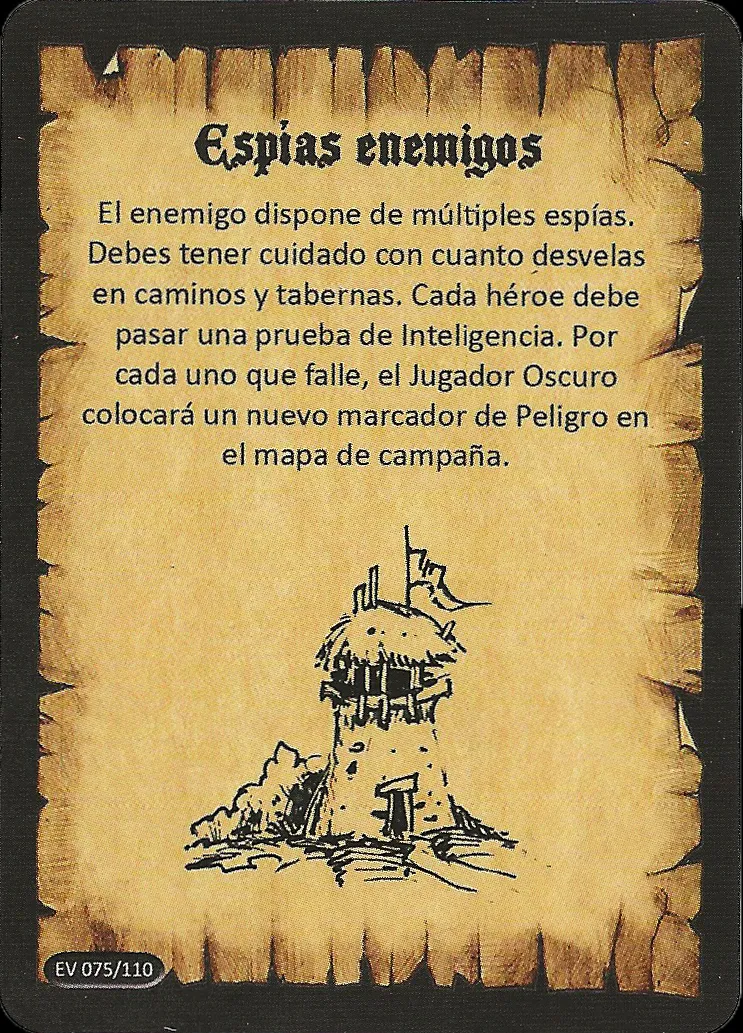 Espías enemigos
El enemigo dispone de múltiples espías.
Debes tener cuidado con cuanto desvelas
en caminos y tabernas. Cada héroe debe
pasar una prueba de Inteligencia. Por
cada uno que falle, el Jugador Oscuro
colocará un nuevo marcador de Peligro en
el mapa de campaña.
EV 075/110